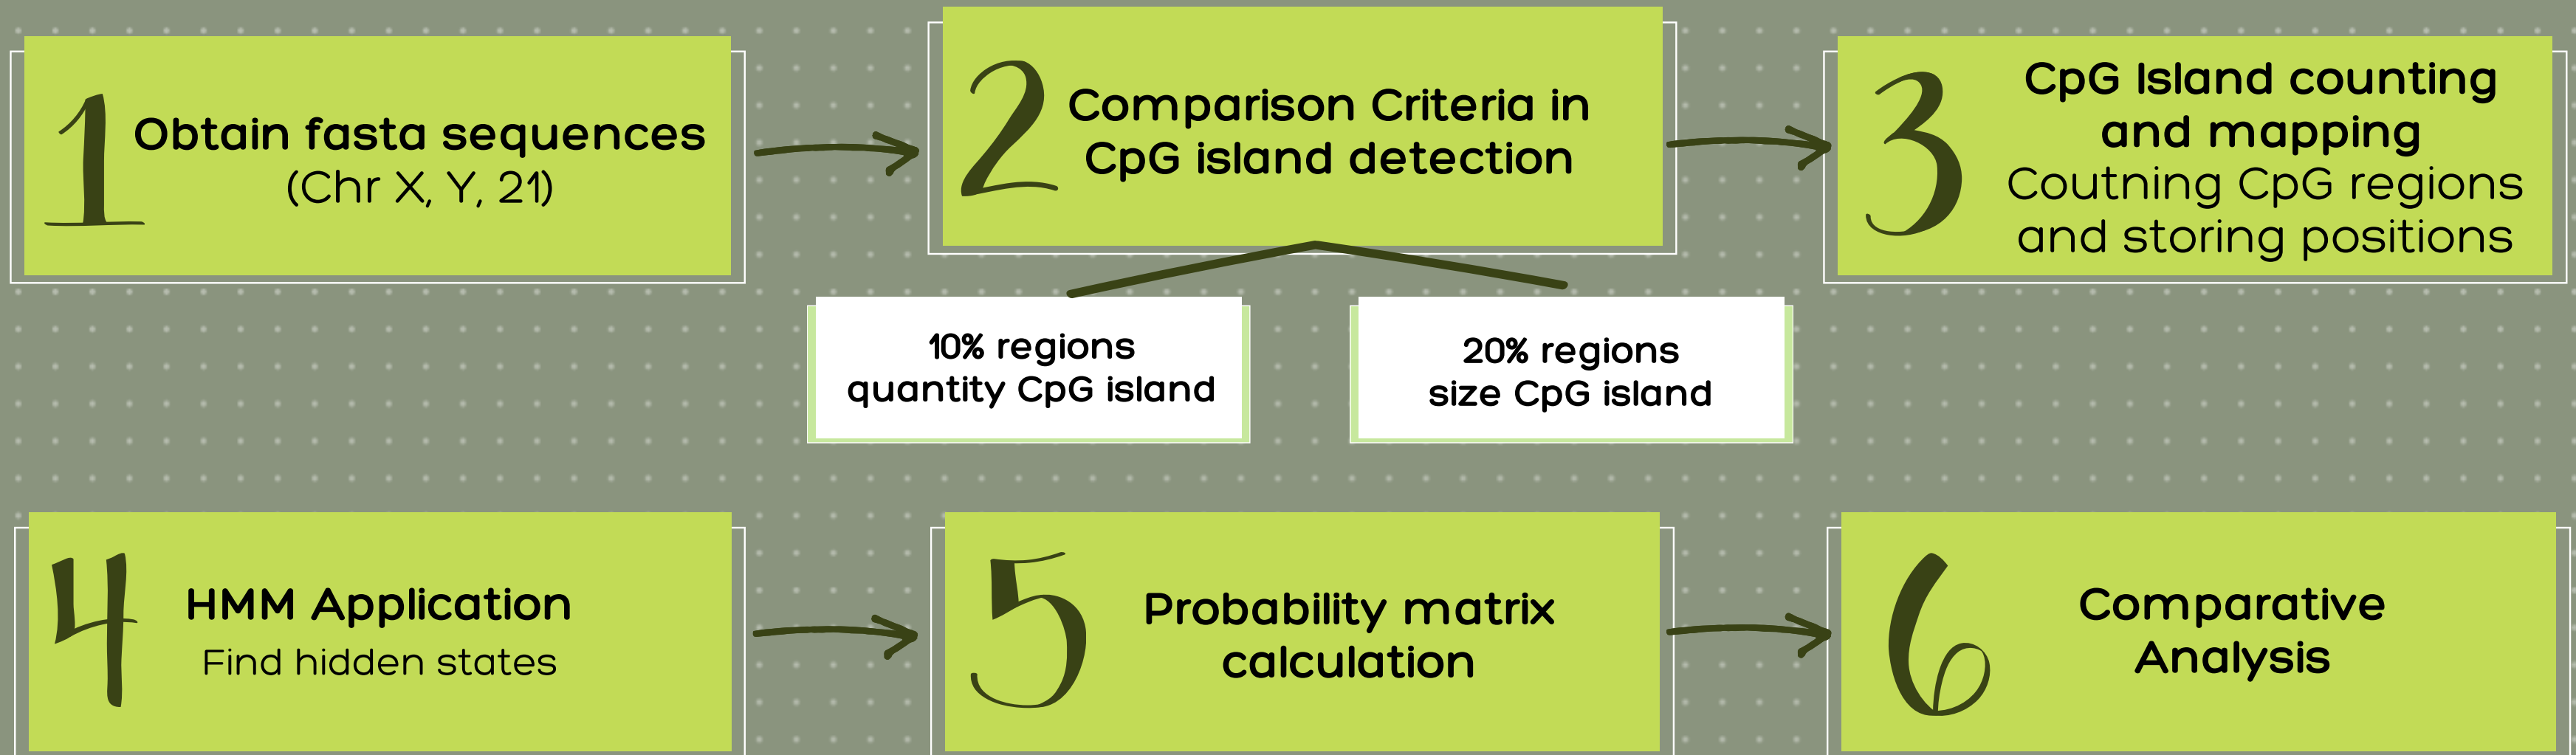 1
Obtain fasta sequences
(Chr X, Y, 21)
2
Comparison Criteria in
CpG island detection
10% regions
quantity CpG island
20% regions
size CpG island
3
CpG Island counting
and mapping
Coutning CpG regions
and storing positions
4
HMM Application
Find hidden states
5
Probability matrix
calculation
6
Comparative
Analysis